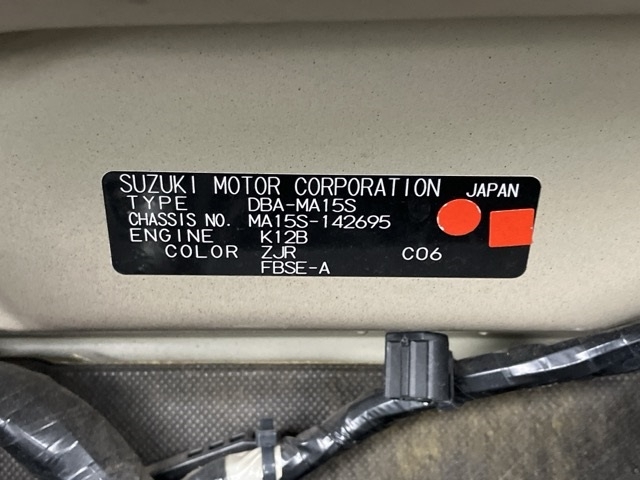 SUZUKI MOTOR CORPORATION JAPAN
TYPE DBA-MA15S
CHASSIS NO. MA15S-142695
ENGINE K12B
COLOR ZJR C06
FBSE-A